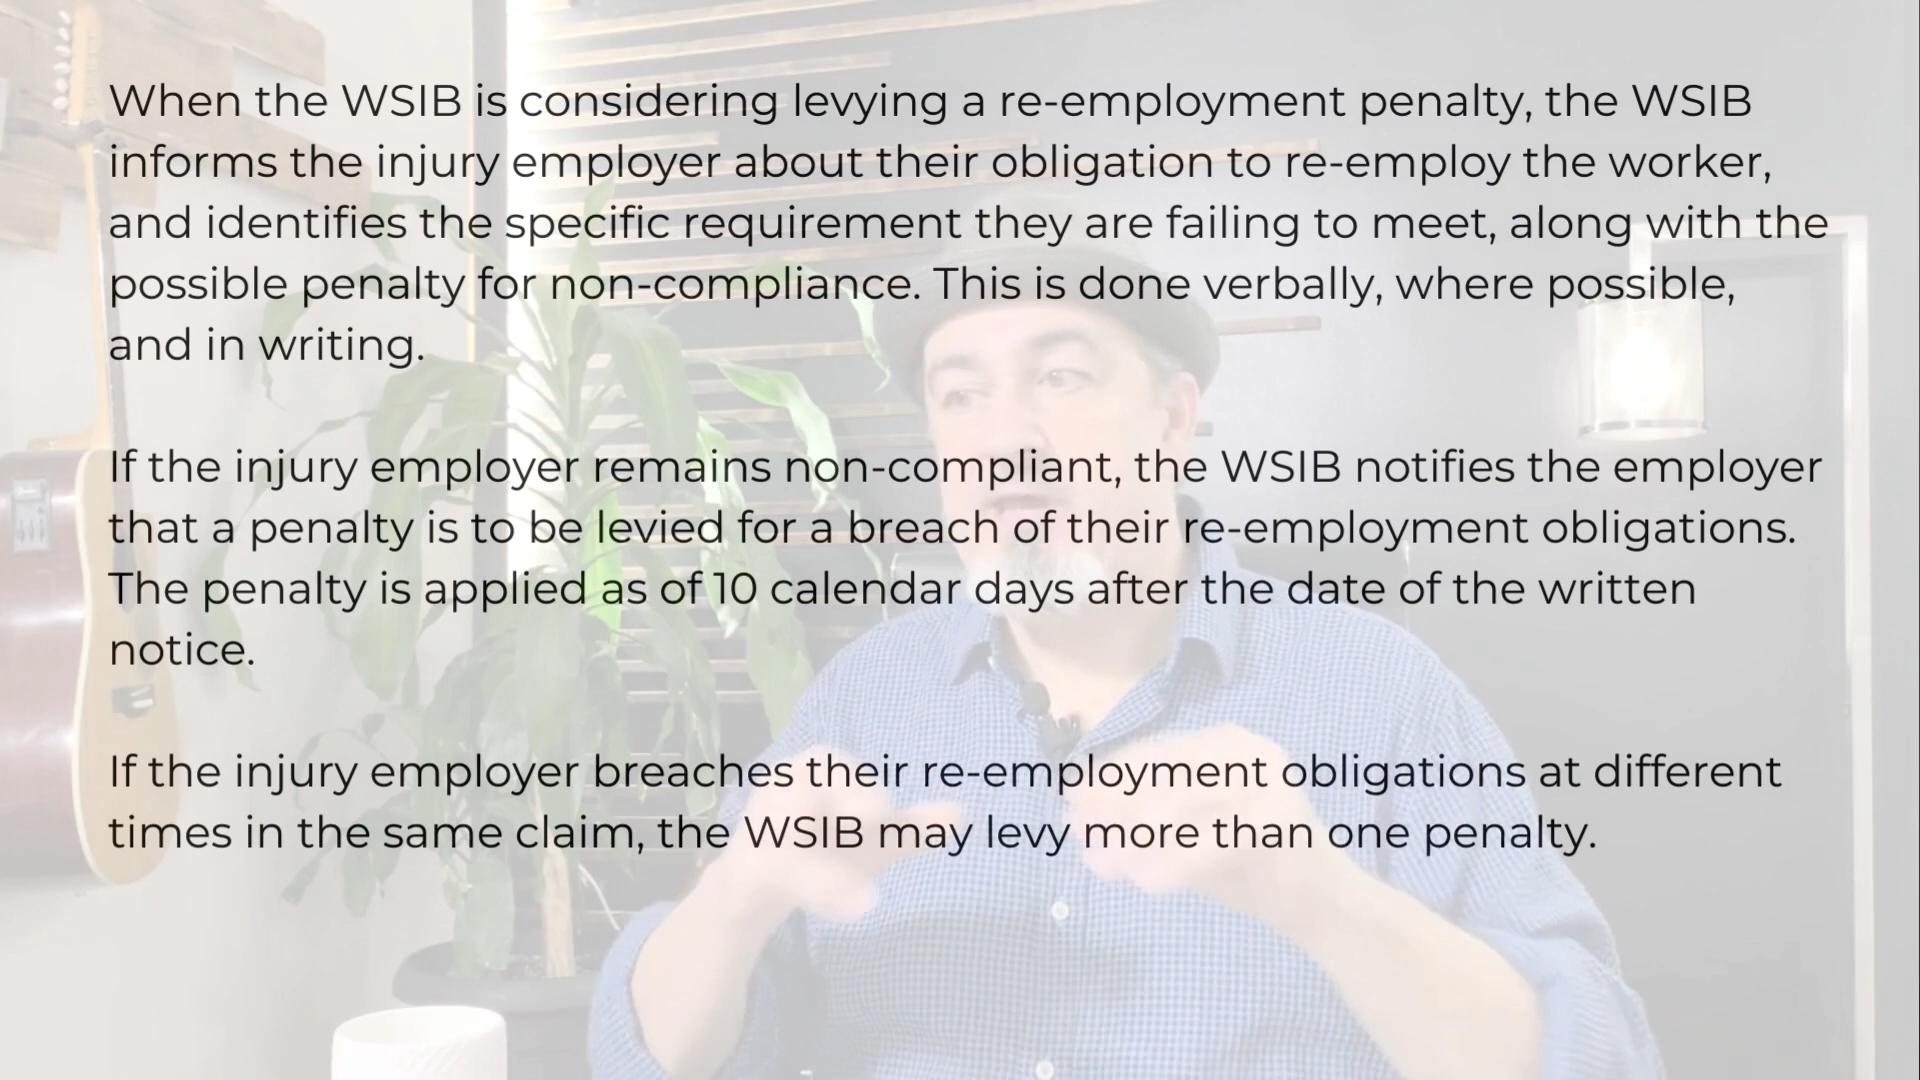 When the WSIB is considering levying a re-employment penalty, the WSIB
informs the injury employer about their obligation to re-employ the worker,
and identifies the specific requirement they are failing to meet, along with the
possible penalty for non-compliance. This is done verbally, where possible,
and in writing.
If the injury employer remains non-compliant, the WSIB notifies the employer
that a penalty is to be levied for a breach of their re-employment obligations.
The penalty is applied as of 10 calendar days after the date of the written
notice.
If the injury employer breaches their re-employment obligations at different
times in the same claim, the WSIB may levy more than one penalty.